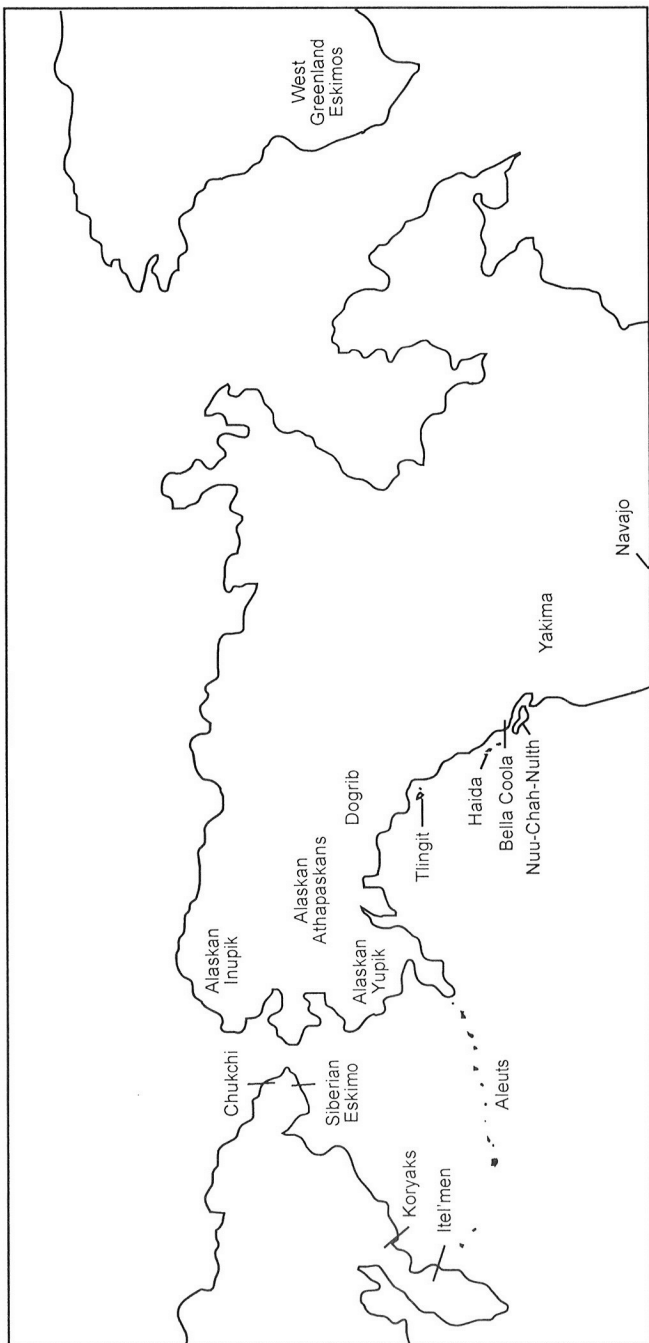 West
Greenland
Eskimos
Chukchi
Alaskan
Inupik
Siberian
Eskimo
Alaskan
Athapaskans
Alaskan
Yupik
Dogrib
Koryaks
Itel'men
Aleuts
Tlingit
Haida
Bella Coola
Nuu-Chah-Nulth
Yakima
Navajo